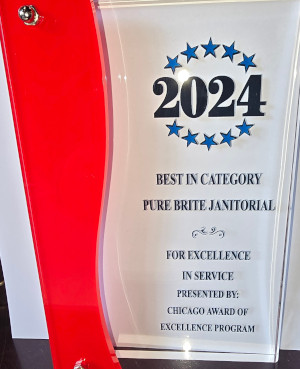 2024
BEST IN CATEGORY
PURE BRITE JANITORIAL
FOR EXCELLENCE
IN SERVICE
PRESENTED BY:
CHICAGO AWARD OF
EXCELLENCE PROGRAM